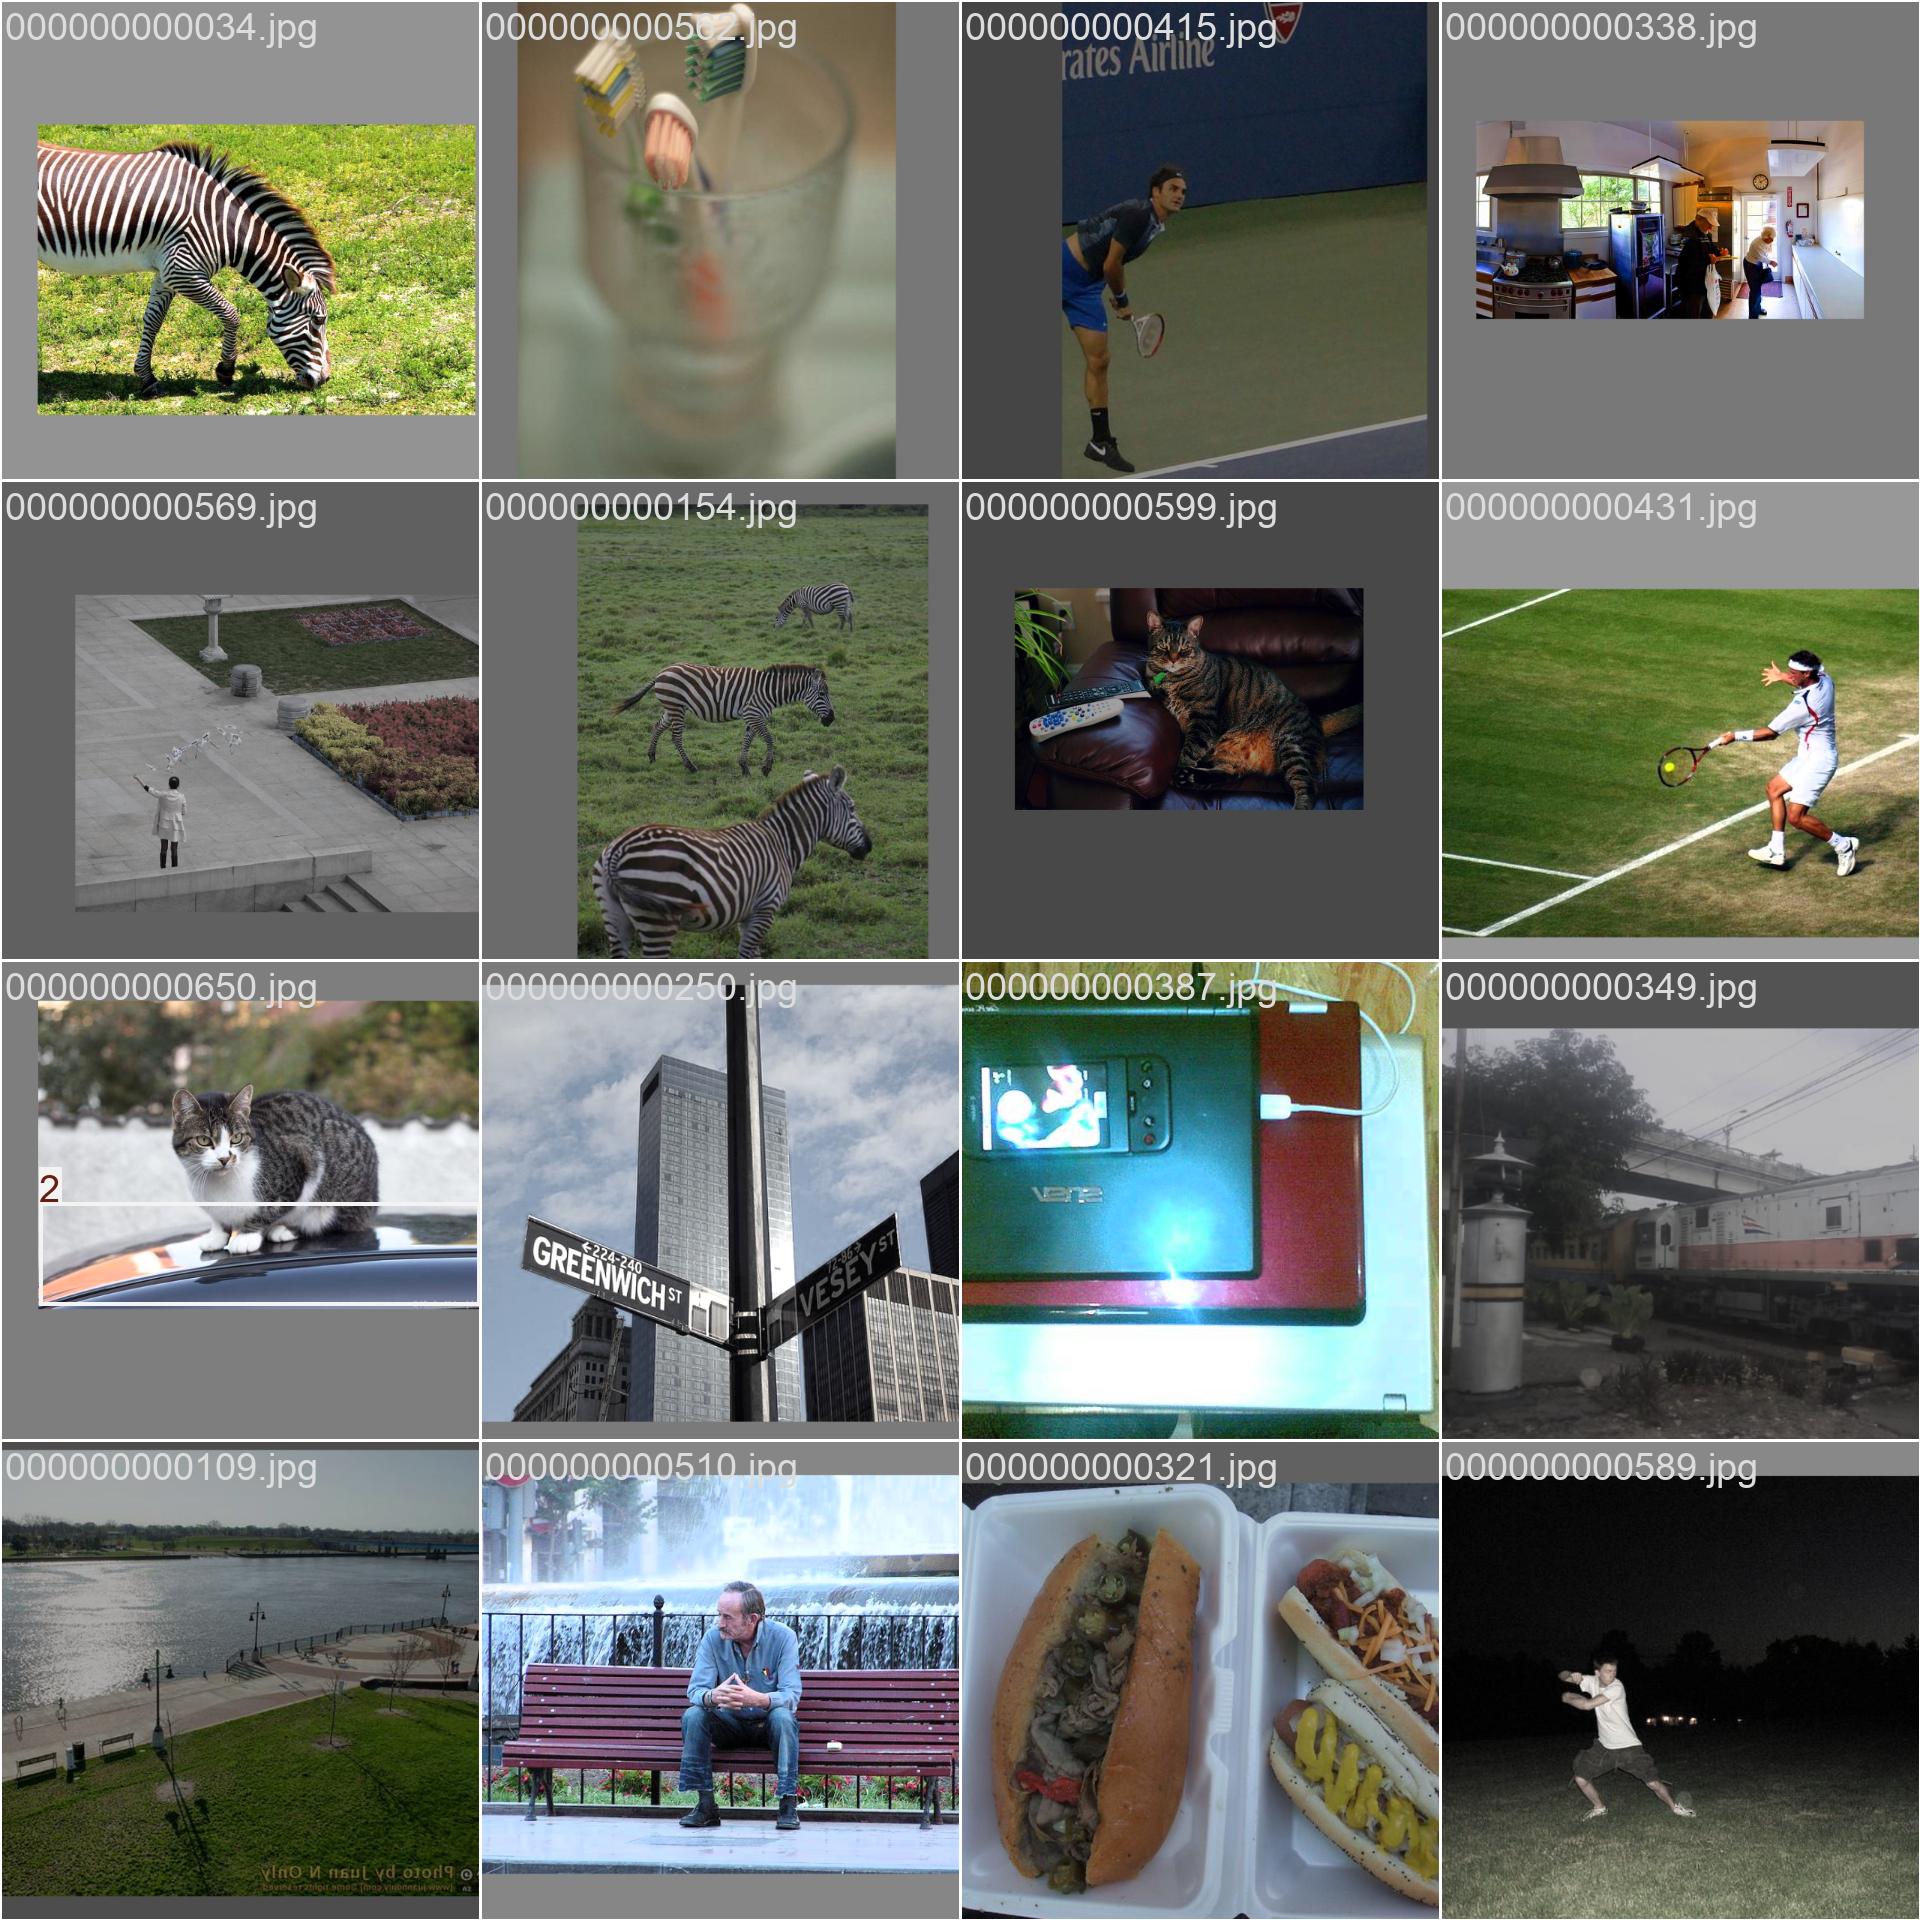 000000000034.jpg
000000000562.jpg
000000000415.jpg
000000000338.jpg
rates Airline
000000000569.jpg
000000000154.jpg
000000000599.jpg
000000000431.jpg
000000000650.jpg
000000000250.jpg
000000000387.jpg
000000000349.jpg
2
←224-240
GREENWICH ST
72-86→
VESEY ST
acer
000000000109.jpg
000000000510.jpg
000000000321.jpg
000000000589.jpg
© Photo by Juan N Only